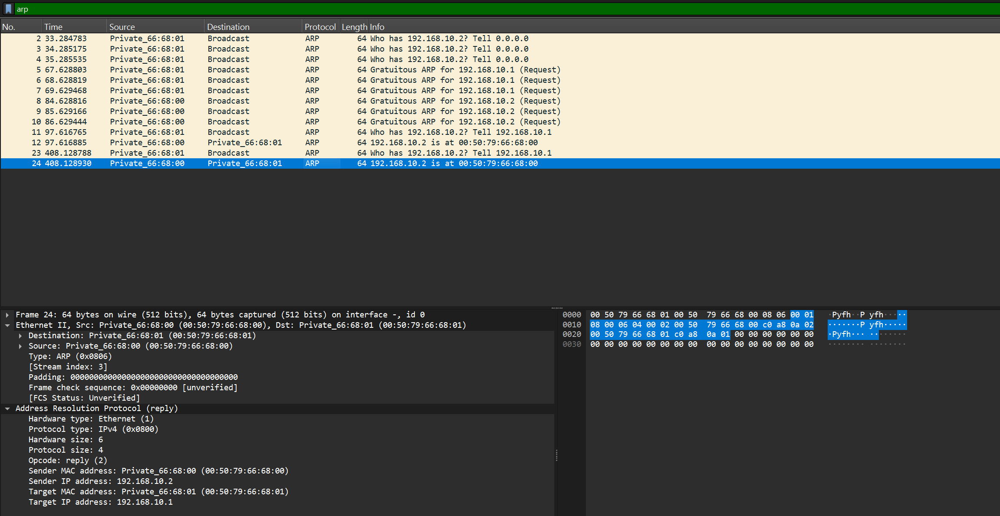 arp
No. Time Source Destination Protocol Length Info
2 33.284783 Private_66:68:01 Broadcast ARP 64 Who has 192.168.10.2? Tell 0.0.0.0
3 34.285175 Private_66:68:01 Broadcast ARP 64 Who has 192.168.10.2? Tell 0.0.0.0
4 35.285535 Private_66:68:01 Broadcast ARP 64 Who has 192.168.10.2? Tell 0.0.0.0
5 67.628803 Private_66:68:01 Broadcast ARP 64 Gratuitous ARP for 192.168.10.1 (Request)
6 68.628819 Private_66:68:01 Broadcast ARP 64 Gratuitous ARP for 192.168.10.1 (Request)
7 69.629468 Private_66:68:01 Broadcast ARP 64 Gratuitous ARP for 192.168.10.1 (Request)
8 84.628816 Private_66:68:00 Broadcast ARP 64 Gratuitous ARP for 192.168.10.2 (Request)
9 85.629166 Private_66:68:00 Broadcast ARP 64 Gratuitous ARP for 192.168.10.2 (Request)
10 86.629444 Private_66:68:00 Broadcast ARP 64 Gratuitous ARP for 192.168.10.2 (Request)
11 97.616765 Private_66:68:01 Broadcast ARP 64 Who has 192.168.10.2? Tell 192.168.10.1
12 97.616885 Private_66:68:00 Private_66:68:01 ARP 64 192.168.10.2 is at 00:50:79:66:68:00
23 408.128788 Private_66:68:01 Broadcast ARP 64 Who has 192.168.10.2? Tell 192.168.10.1
24 408.128930 Private_66:68:00 Private_66:68:01 ARP 64 192.168.10.2 is at 00:50:79:66:68:00
Frame 24: 64 bytes on wire (512 bits), 64 bytes captured (512 bits) on interface -, id 0
Ethernet II, Src: Private_66:68:00 (00:50:79:66:68:00), Dst: Private_66:68:01 (00:50:79:66:68:01)
Destination: Private_66:68:01 (00:50:79:66:68:01)
Source: Private_66:68:00 (00:50:79:66:68:00)
Type: ARP (0x0806)
[Stream index: 3]
Padding: 000000000000000000000000000000000000
Frame check sequence: 0x00000000 [unverified]
[FCS Status: Unverified]
Address Resolution Protocol (reply)
Hardware type: Ethernet (1)
Protocol type: IPv4 (0x0800)
Hardware size: 6
Protocol size: 4
Opcode: reply (2)
Sender MAC address: Private_66:68:00 (00:50:79:66:68:00)
Sender IP address: 192.168.10.2
Target MAC address: Private_66:68:01 (00:50:79:66:68:01)
Target IP address: 192.168.10.1
0000 00 50 79 66 68 01 00 50 79 66 68 00 08 06 00 01 ·Pyfh··P yfh·····
0010 08 00 06 04 00 02 00 50 79 66 68 00 c0 a8 0a 02 ·······P yfh·····
0020 00 50 79 66 68 01 c0 a8 0a 01 00 00 00 00 00 00 ·Pyfh··· ········
0030 00 00 00 00 00 00 00 00 00 00 00 00 00 00 00 00 ········ ········